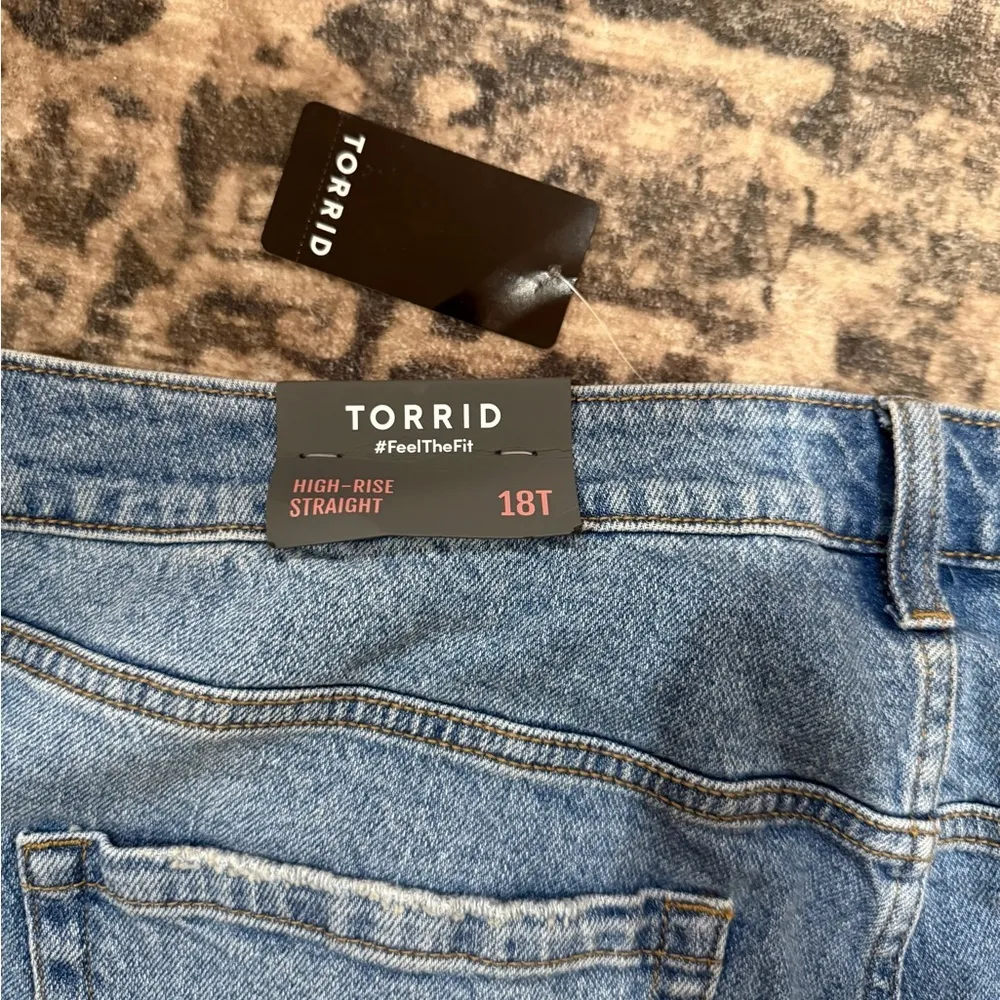 TORRID
TORRID
#FeelTheFit
HIGH-RISE
STRAIGHT
18T